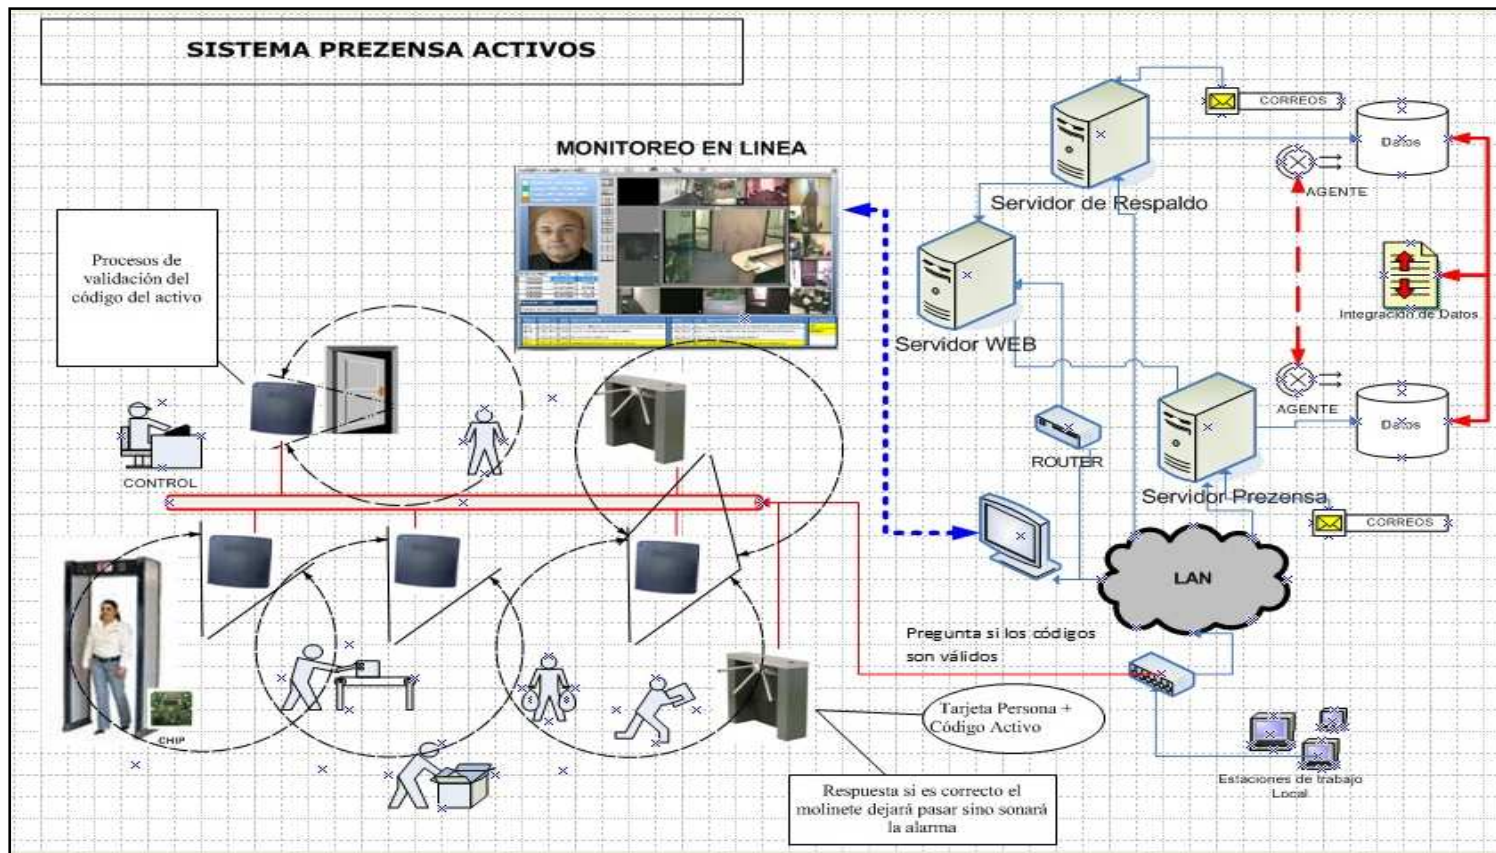 SISTEMA PREZENSA ACTIVOS
MONITOREO EN LINEA
CORREOS
Datos
AGENTE
Servidor de Respaldo
Procesos de
validación del
código del activo
Integración de Datos
Servidor WEB
AGENTE
Datos
ROUTER
CONTROL
Servidor Prezensa
CORREOS
LAN
Pregunta si los códigos
son válidos
Tarjeta Persona +
Código Activo
CHIP
Estaciones de trabajo
Local
Respuesta si es correcto el
molinete dejará pasar sino sonará
la alarma